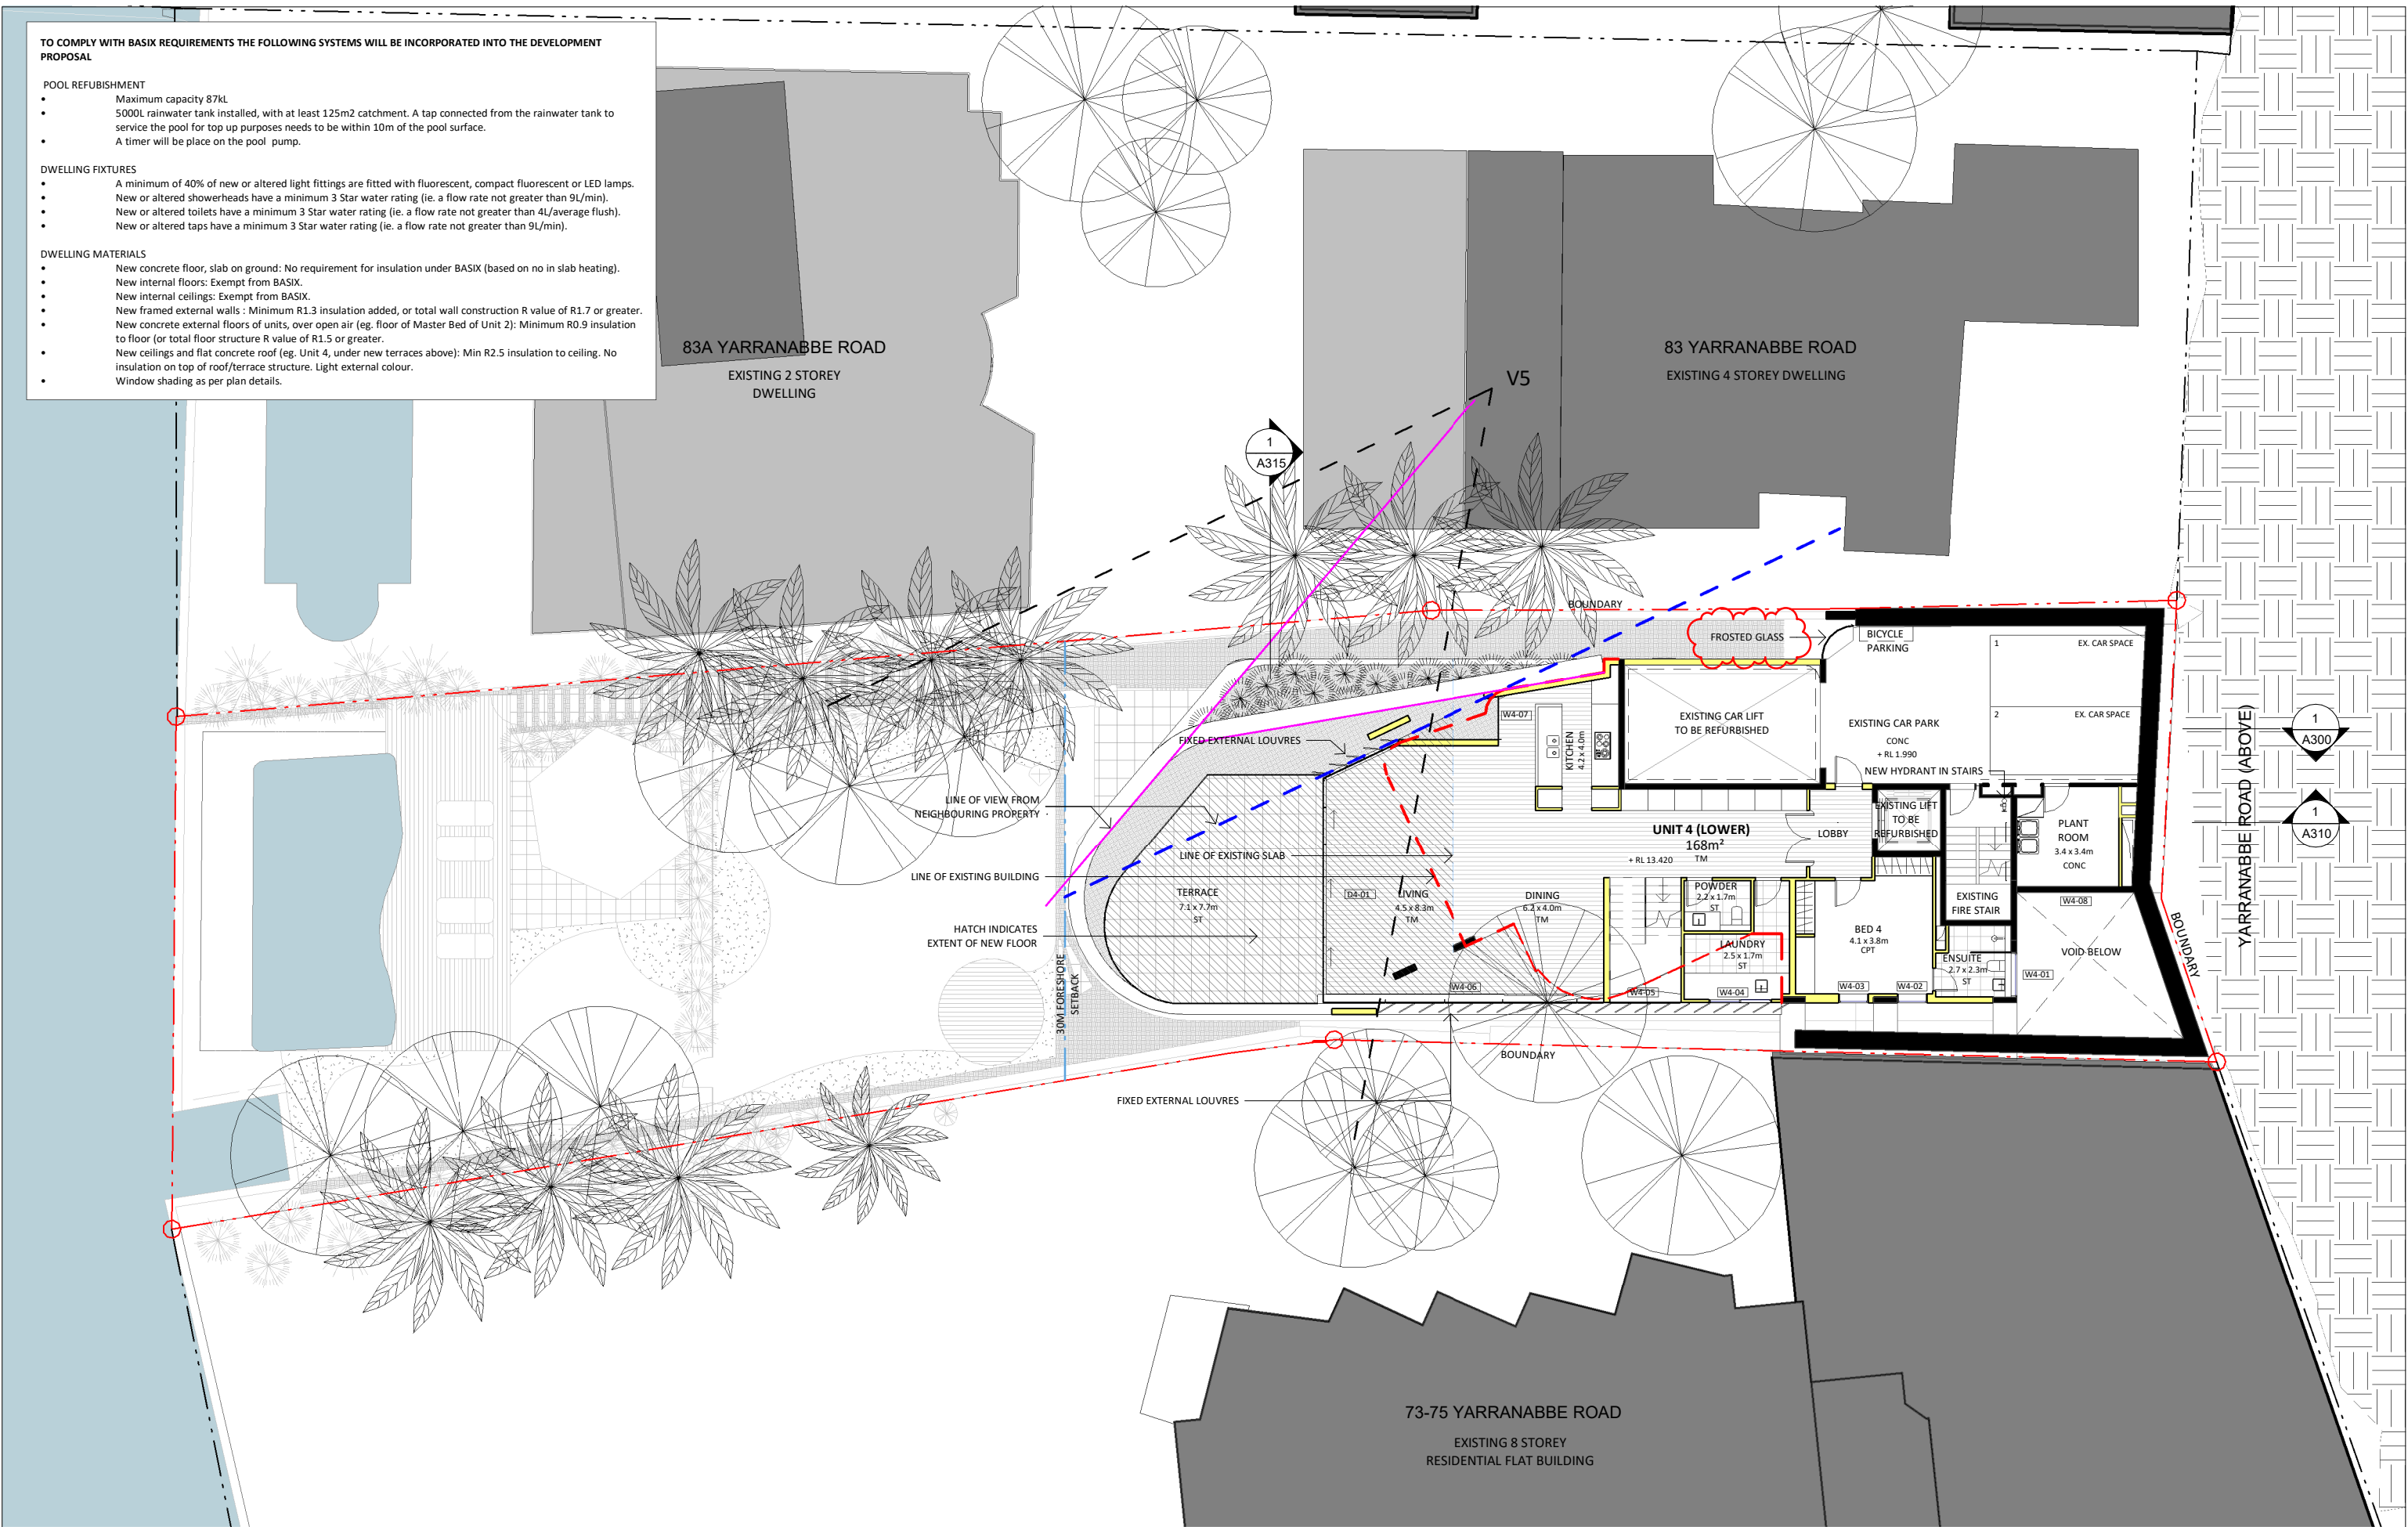 TO COMPLY WITH BASIX REQUIREMENTS THE FOLLOWING SYSTEMS WILL BE INCORPORATED INTO THE DEVELOPMENT
PROPOSAL
POOL REFUBISHMENT
• Maximum capacity 87kL
• 5000L rainwater tank installed, with at least 125m2 catchment. A tap connected from the rainwater tank to
service the pool for top up purposes needs to be within 10m of the pool surface.
• A timer will be place on the pool pump.
DWELLING FIXTURES
• A minimum of 40% of new or altered light fittings are fitted with fluorescent, compact fluorescent or LED lamps.
• New or altered showerheads have a minimum 3 Star water rating (ie. a flow rate not greater than 9L/min).
• New or altered toilets have a minimum 3 Star water rating (ie. a flow rate not greater than 4L/average flush).
• New or altered taps have a minimum 3 Star water rating (ie. a flow rate not greater than 9L/min).
DWELLING MATERIALS
• New concrete floor, slab on ground: No requirement for insulation under BASIX (based on no in slab heating).
• New internal floors: Exempt from BASIX.
• New internal ceilings: Exempt from BASIX.
• New framed external walls : Minimum R1.3 insulation added, or total wall construction R value of R1.7 or greater.
• New concrete external floors of units, over open air (eg. floor of Master Bed of Unit 2): Minimum R0.9 insulation
to floor (or total floor structure R value of R1.5 or greater.
• New ceilings and flat concrete roof (eg. Unit 4, under new terraces above): Min R2.5 insulation to ceiling. No
insulation on top of roof/terrace structure. Light external colour.
• Window shading as per plan details.
83A YARRANABBE ROAD
EXISTING 2 STOREY
DWELLING
83 YARRANABBE ROAD
EXISTING 4 STOREY DWELLING
V5
1
A315
BOUNDARY
FROSTED GLASS
BICYCLE
PARKING
1
EX. CAR SPACE
2
EX. CAR SPACE
EXISTING CAR LIFT
TO BE REFURBISHED
EXISTING CAR PARK
CONC
+ RL 1.990
NEW HYDRANT IN STAIRS
W4-07
KITCHEN
4.2 x 4.0m
FIXED EXTERNAL LOUVRES
LINE OF VIEW FROM
NEIGHBOURING PROPERTY
LINE OF EXISTING SLAB
LINE OF EXISTING BUILDING
HATCH INDICATES
EXTENT OF NEW FLOOR
30M FORESHORE
SETBACK
TERRACE
7.1 x 7.7m
ST
D4-01
LIVING
4.5 x 8.3m
TM
DINING
6.2 x 4.0m
TM
UNIT 4 (LOWER)
168m²
TM
+ RL 13.420
LOBBY
EXISTING LIFT
TO BE
REFURBISHED
PLANT
ROOM
3.4 x 3.4m
CONC
EXISTING
FIRE STAIR
POWDER
2.2 x 1.7m
ST
LAUNDRY
2.5 x 1.7m
ST
BED 4
4.1 x 3.8m
CPT
ENSUITE
2.7 x 2.3m
ST
W4-08
VOID BELOW
W4-01
W4-02
W4-03
W4-04
W4-05
W4-06
BOUNDARY
BOUNDARY
FIXED EXTERNAL LOUVRES
YARRANABBE ROAD (ABOVE)
1
A300
1
A310
73-75 YARRANABBE ROAD
EXISTING 8 STOREY
RESIDENTIAL FLAT BUILDING